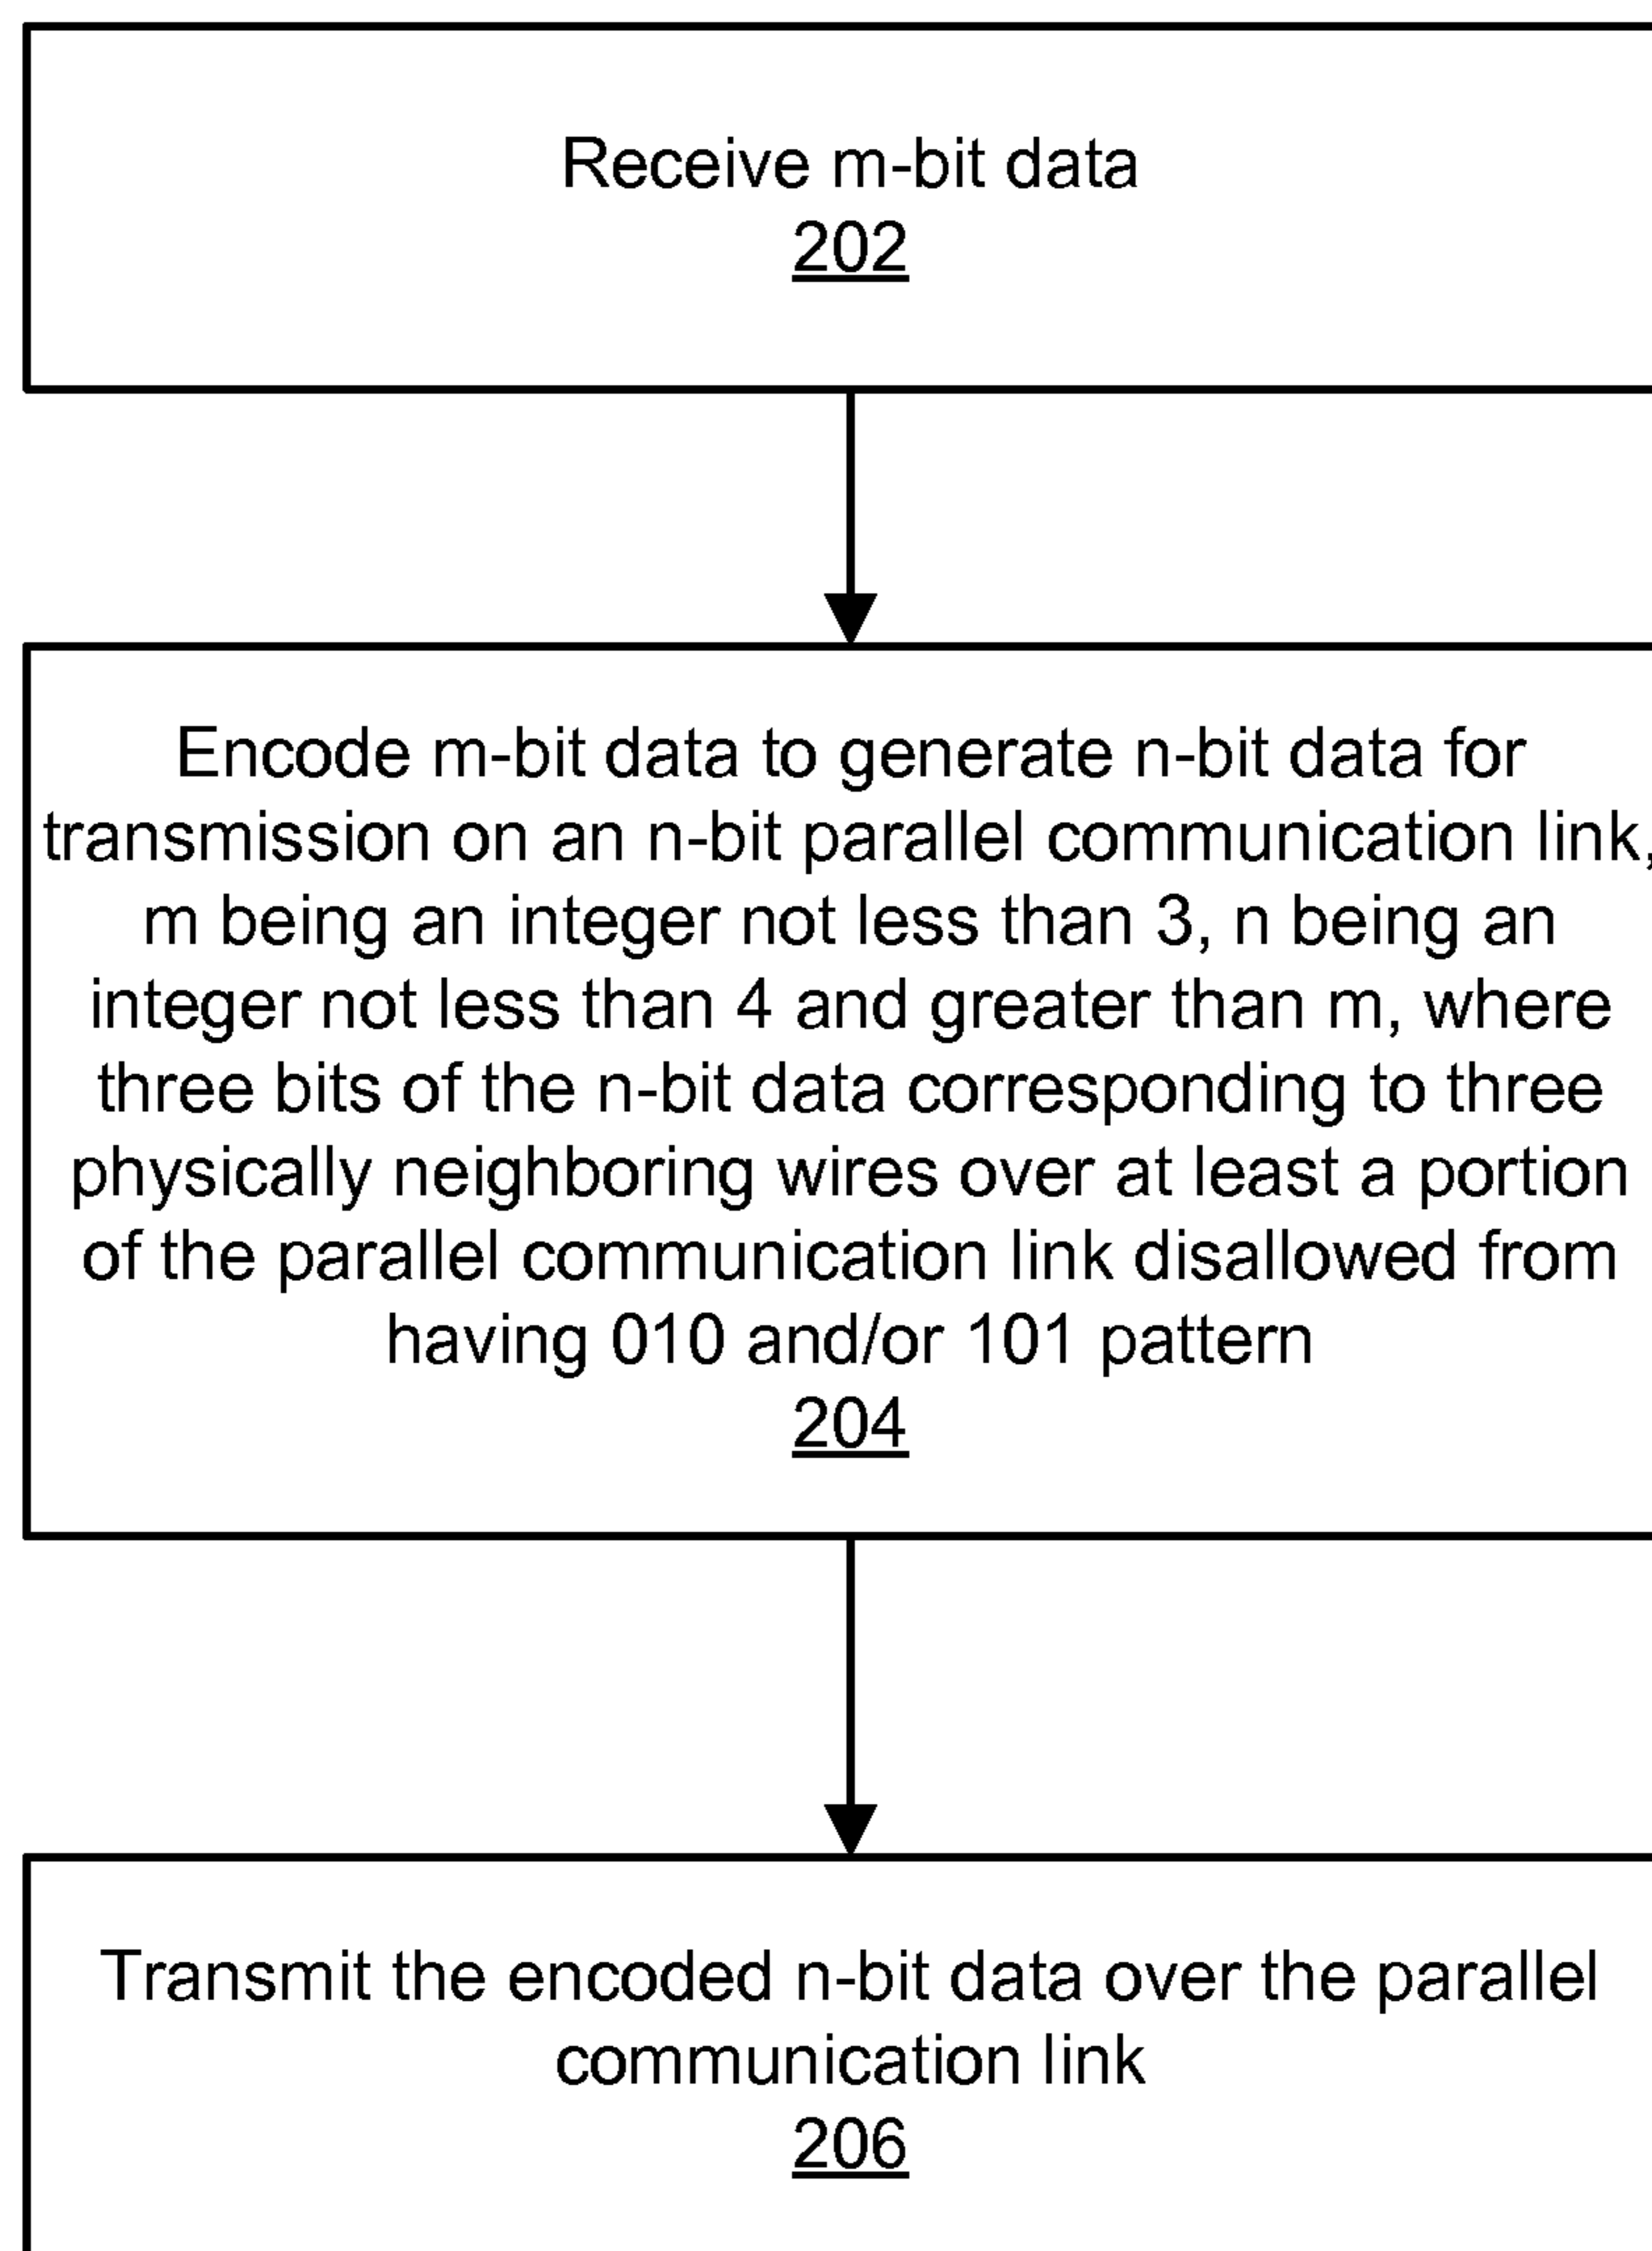 Receive m-bit data
202
Encode m-bit data to generate n-bit data for
transmission on an n-bit parallel communication link,
m being an integer not less than 3, n being an
integer not less than 4 and greater than m, where
three bits of the n-bit data corresponding to three
physically neighboring wires over at least a portion
of the parallel communication link disallowed from
having 010 and/or 101 pattern
204
Transmit the encoded n-bit data over the parallel
communication link
206